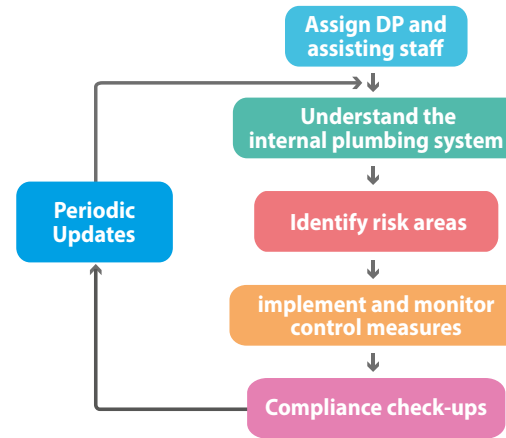 Assign DP and
assisting staff
Understand the
internal plumbing system
Identify risk areas
implement and monitor
control measures
Compliance check-ups
Periodic
Updates